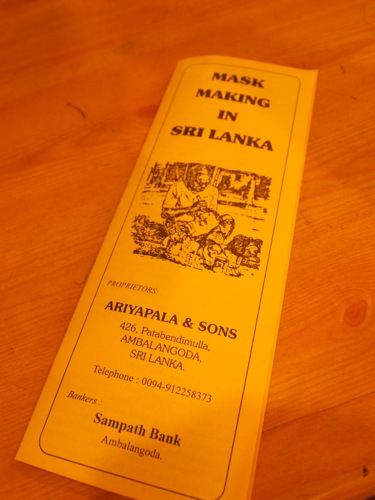 MASK
MAKING
IN
SRI LANKA
PROPRIETORS:
ARIYAPALA & SONS
426, Patabendimulla,
AMBALANGODA,
SRI LANKA.
Telephone : 0094-912258373
Bankers :
Sampath Bank
Ambalangoda.